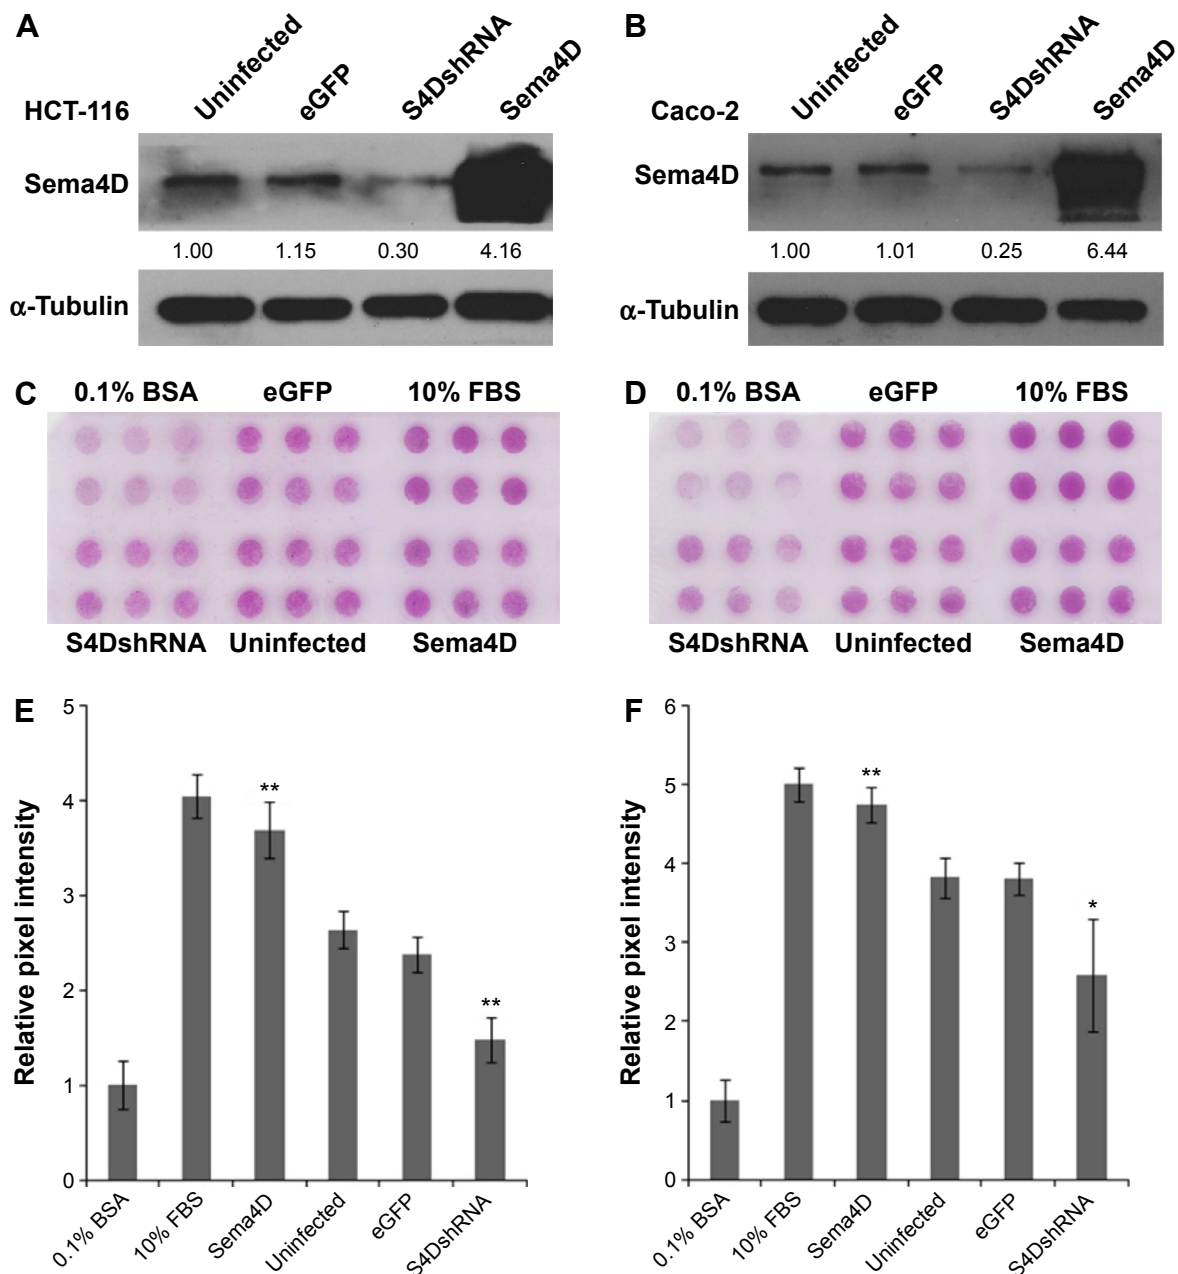 A
Uninfected
eGFP
S4DshRNA
Sema4D
HCT-116
Sema4D
1.00 1.15 0.30 4.16
α-Tubulin
B
Uninfected
eGFP
S4DshRNA
Sema4D
Caco-2
Sema4D
1.00 1.01 0.25 6.44
α-Tubulin
C
0.1% BSA eGFP 10% FBS
S4DshRNA Uninfected Sema4D
D
0.1% BSA eGFP 10% FBS
S4DshRNA Uninfected Sema4D
E
Relative pixel intensity
5
4
3
2
1
0
**
**
0.1% BSA
10% FBS
Sema4D
Uninfected
eGFP
S4DshRNA
F
Relative pixel intensity
6
5
4
3
2
1
0
**
*
0.1% BSA
10% FBS
Sema4D
Uninfected
eGFP
S4DshRNA